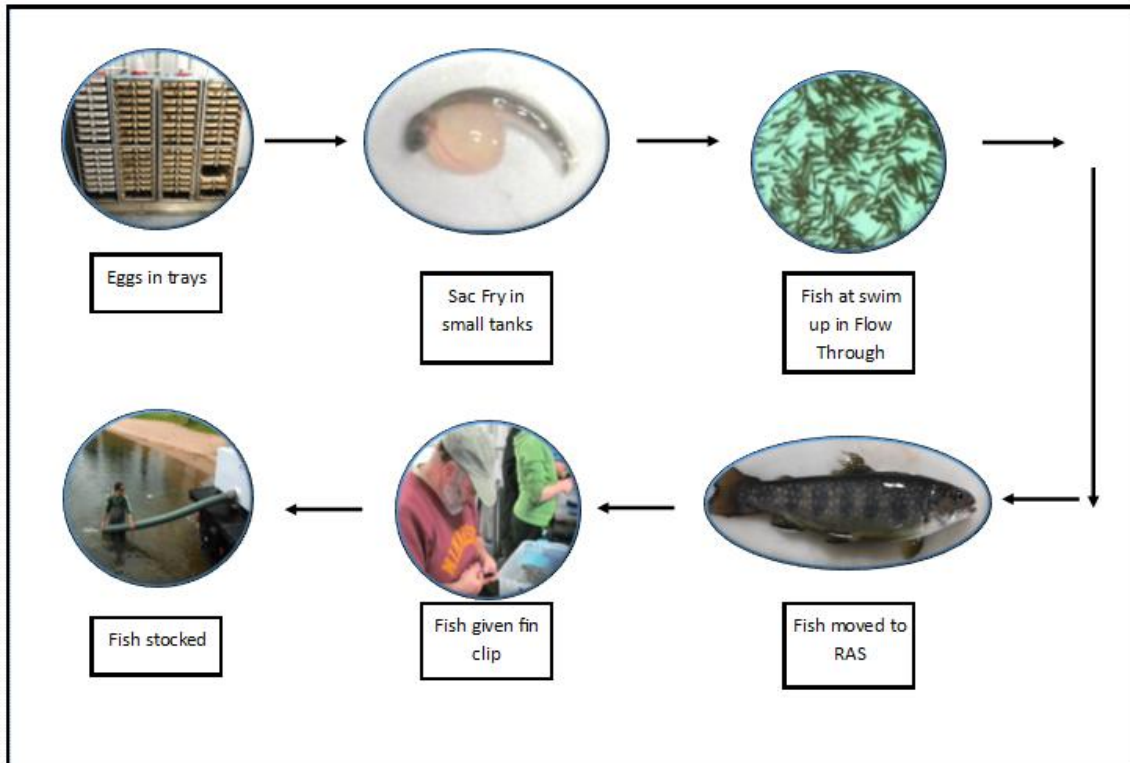 Eggs in trays
Sac Fry in
small tanks
Fish at swim
up in Flow
Through
Fish stocked
Fish given fin
clip
Fish moved to
RAS